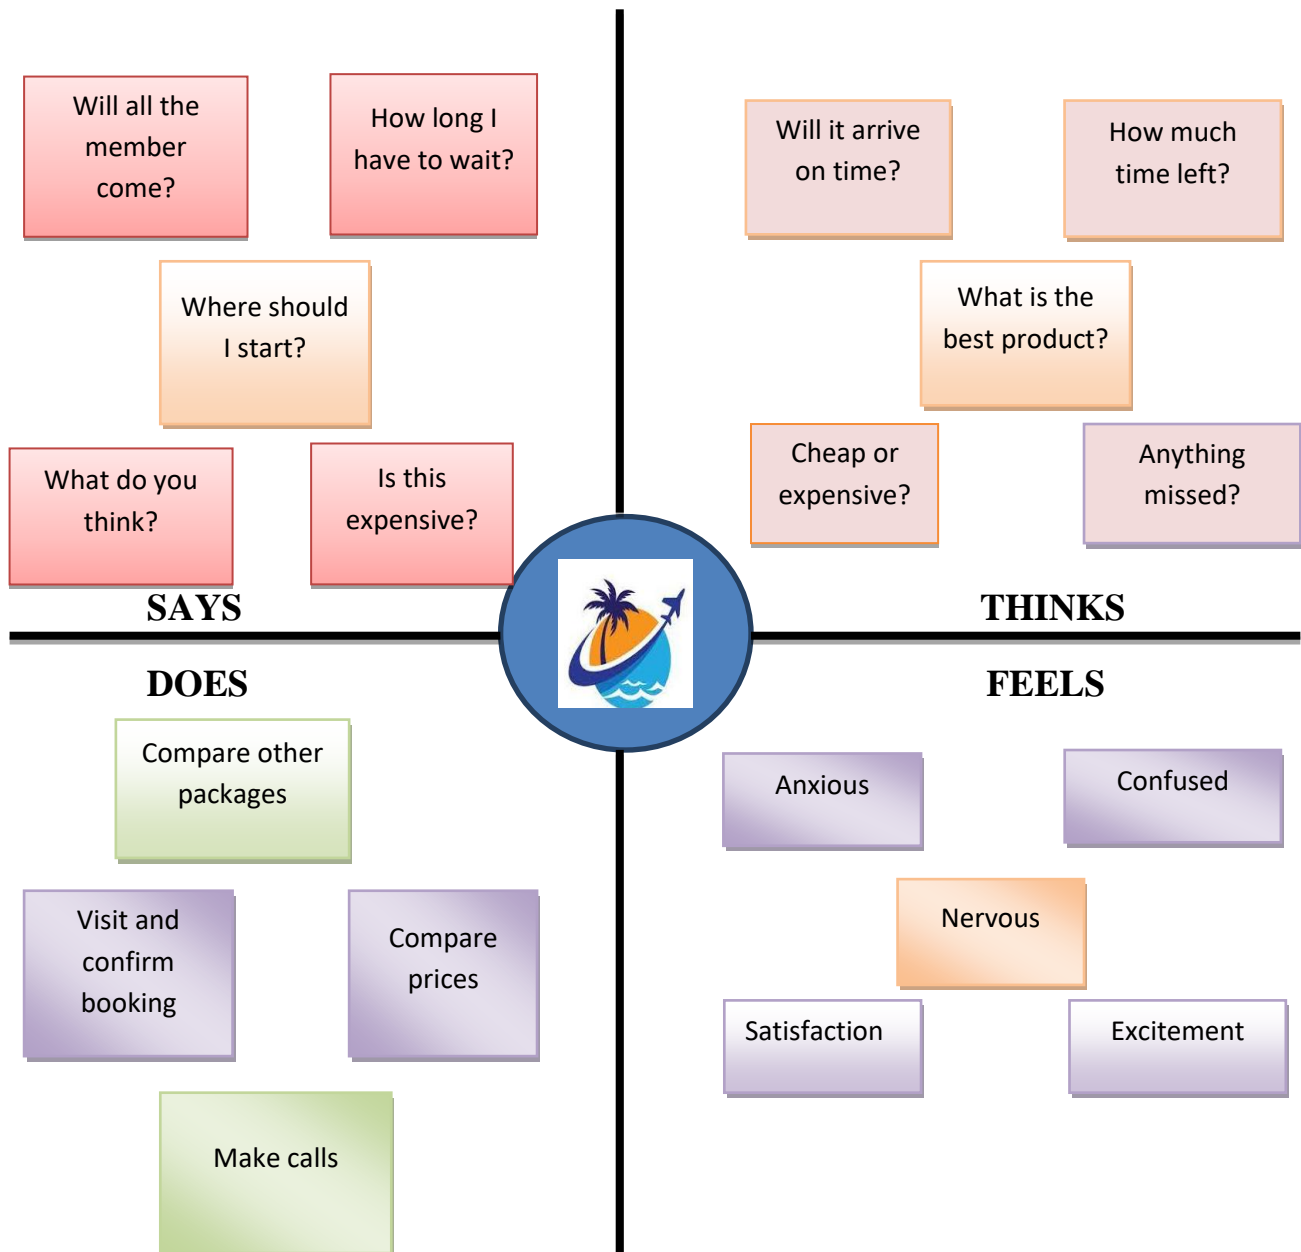 Will all the
member
come?
How long I
have to wait?
Where should
I start?
What do you
think?
Is this
expensive?
SAYS
Will it arrive
on time?
How much
time left?
What is the
best product?
Cheap or
expensive?
Anything
missed?
THINKS
DOES
Compare other
packages
Visit and
confirm
booking
Compare
prices
Make calls
FEELS
Anxious
Confused
Nervous
Satisfaction
Excitement